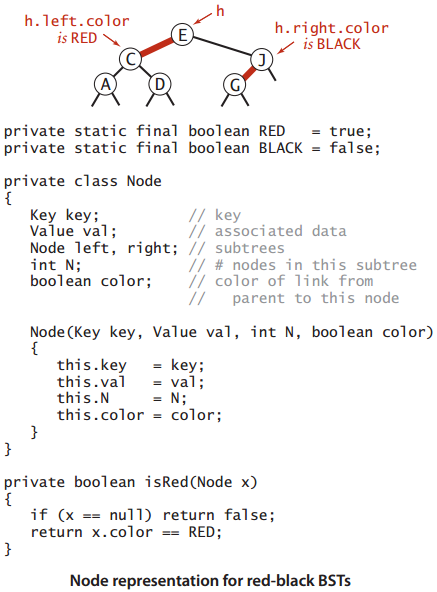 h
h.left.color
is RED
h.right.color
is BLACK
E
C
J
A
D
G
private static final boolean RED   = true;
private static final boolean BLACK = false;
private class Node
{
   Key key;          // key
   Value val;        // associated data
   Node left, right; // subtrees
   int N;            // # nodes in this subtree
   boolean color;    // color of link from
                     //   parent to this node
   Node(Key key, Value val, int N, boolean color)
   {
      this.key   = key;
      this.val   = val;
      this.N     = N;
      this.color = color;
   }
}
private boolean isRed(Node x)
{
   if (x == null) return false;
   return x.color == RED;
}
Node representation for red-black BSTs